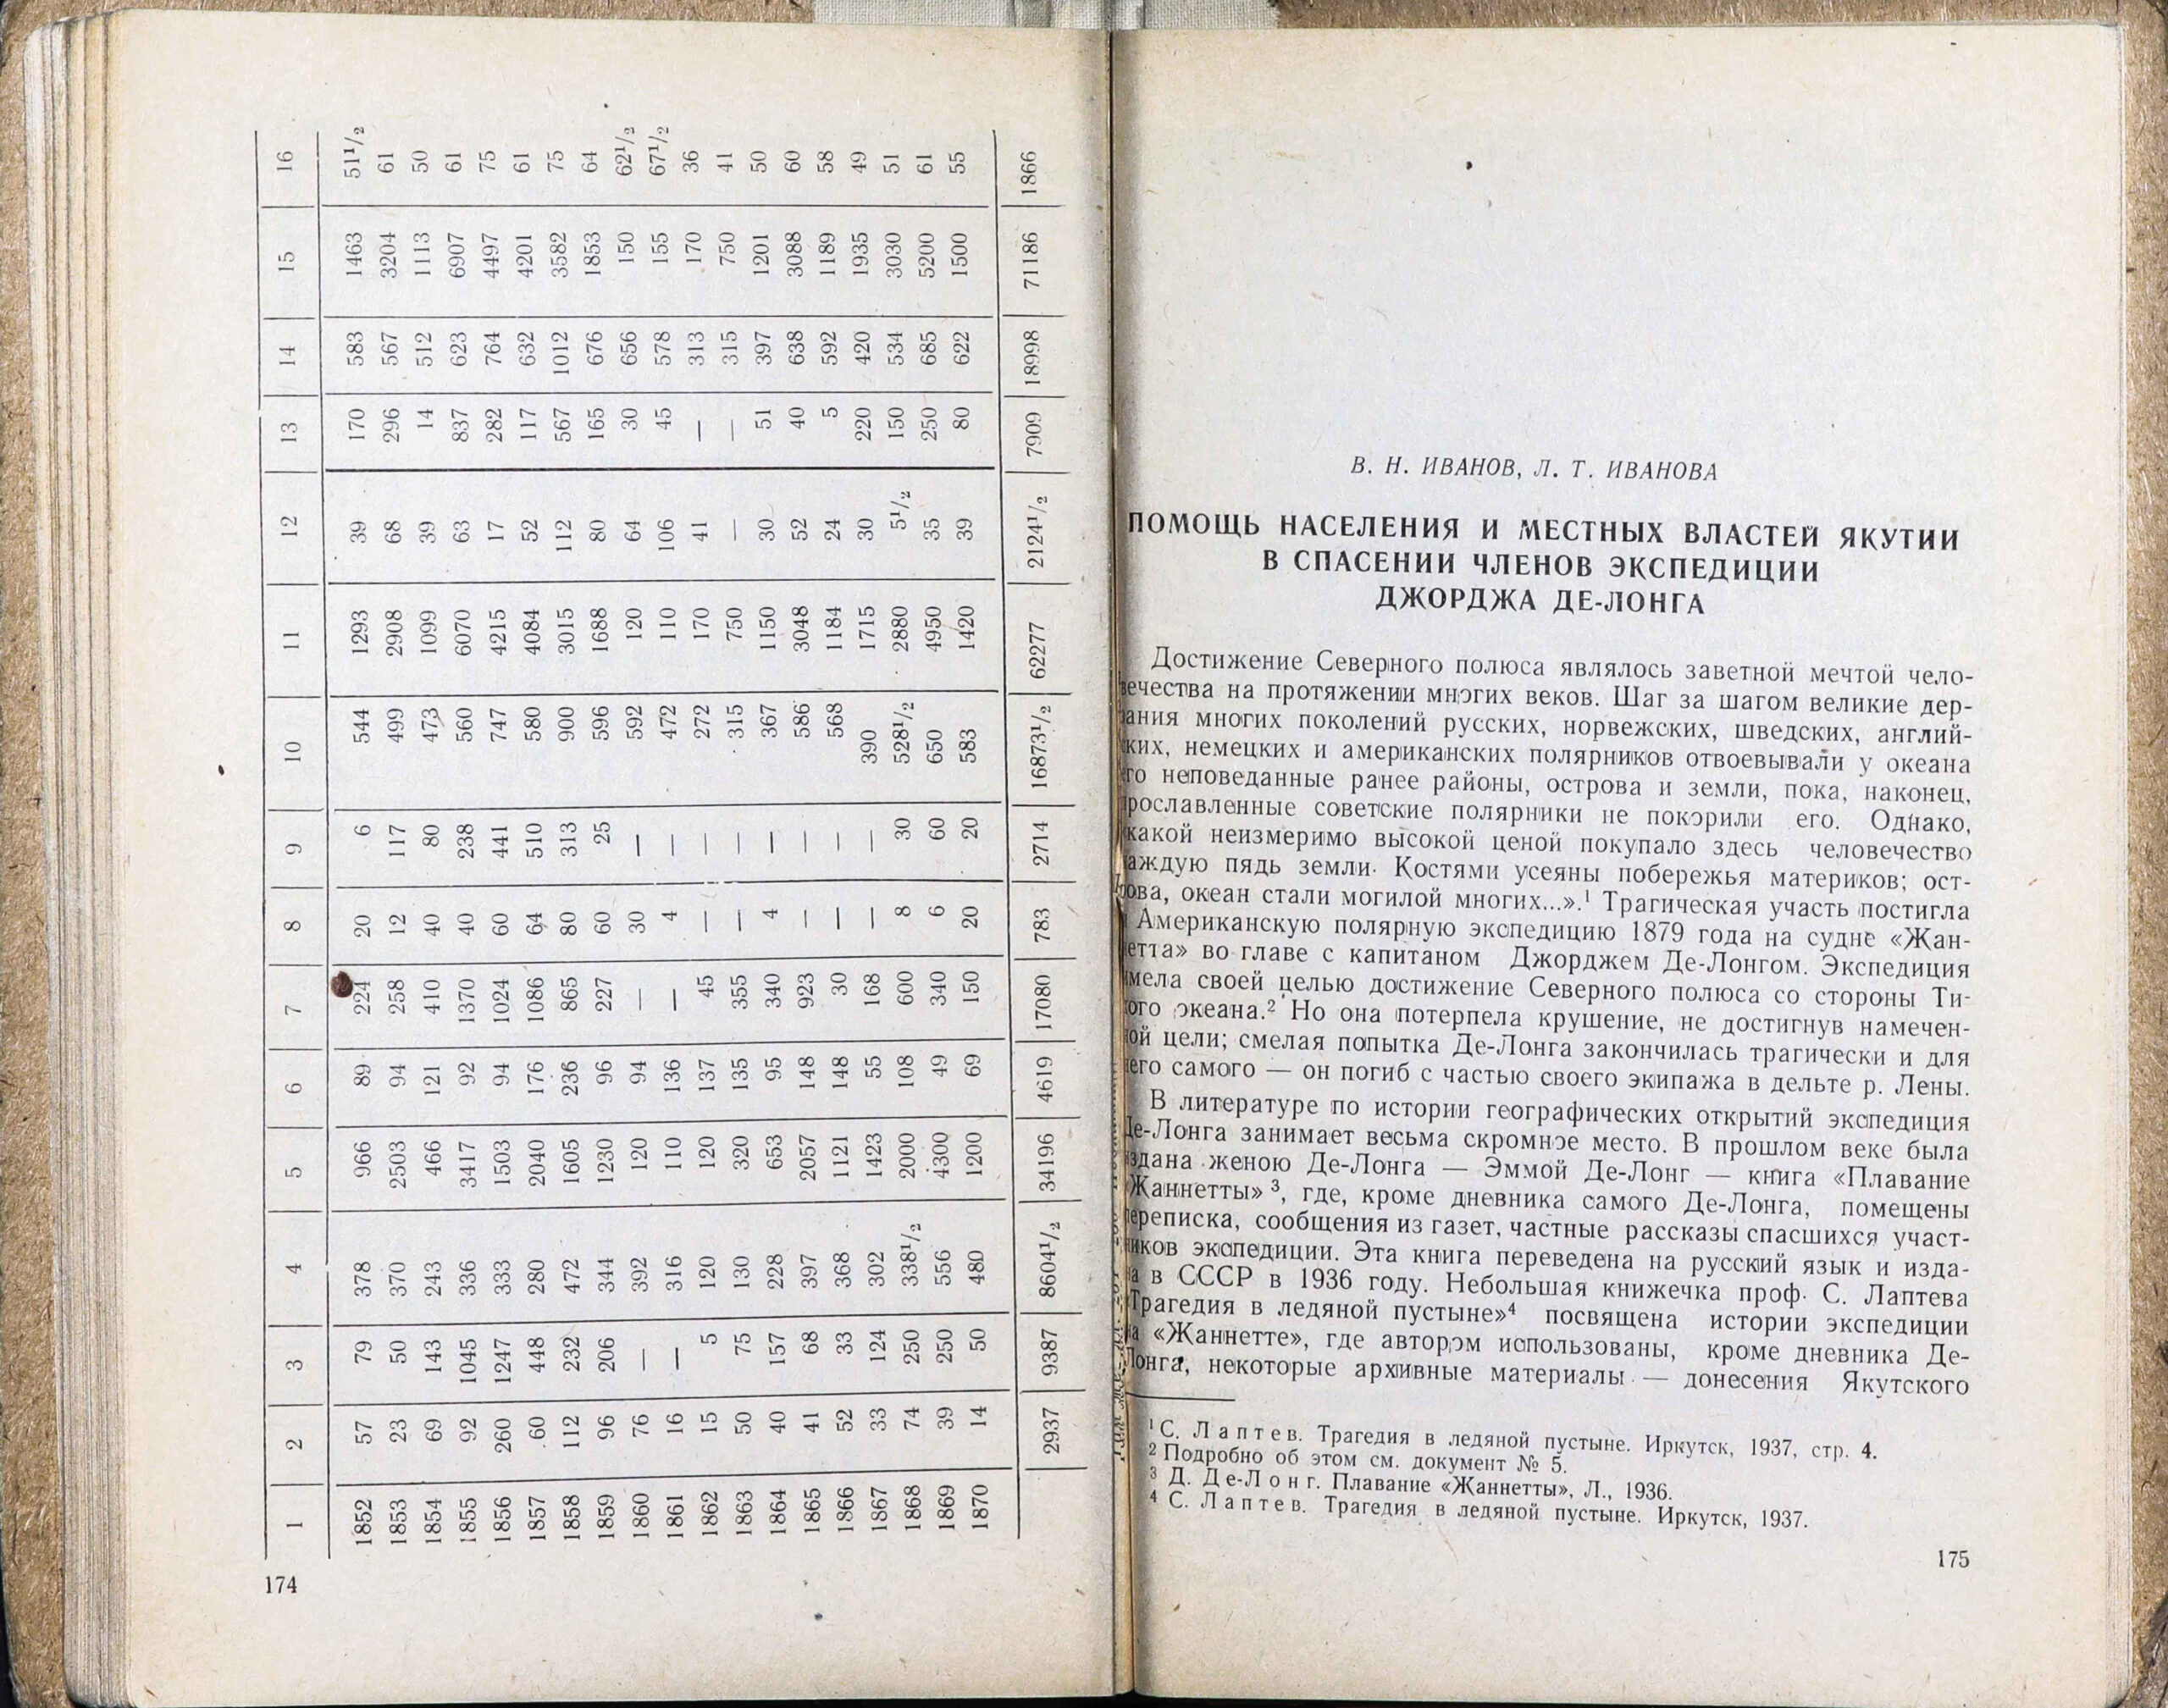 1 2 3 4 5 6 7 8 9 10 11 12 13 14 15 16
1852 57 79 378 966 89 224 20 6 544 1293 39 170 583 1463 51¹/₂
1853 23 50 370 2503 94 258 12 117 499 2908 68 296 567 3204 61
1854 69 143 243 466 121 410 40 80 473 1099 39 14 512 1113 50
1855 92 1045 336 3417 92 1370 40 238 560 6070 63 837 623 6907 61
1856 260 1247 333 1503 94 1024 60 441 747 4215 17 282 764 4497 75
1857 60 448 280 2040 176 1086 64 510 580 4084 52 117 632 4201 61
1858 112 232 472 1605 236 865 80 313 900 3015 112 567 1012 3582 75
1859 96 206 344 1230 96 227 60 25 596 1688 80 165 676 1853 64
1860 76 — 392 120 94 — 30 — 592 120 64 30 656 150 62¹/₂
1861 16 — 316 110 136 — 4 — 472 110 106 45 578 155 67¹/₂
1862 15 5 120 120 137 45 — — 272 170 41 — 313 170 36
1863 50 75 130 320 135 355 — — 315 750 — — 315 750 41
1864 40 157 228 653 95 340 4 — 367 1150 30 51 397 1201 50
1865 41 68 397 2057 148 923 — — 586 3048 52 40 638 3088 60
1866 52 33 368 1121 148 30 — — 568 1184 24 5 592 1189 58
1867 33 124 302 1423 55 168 — — 390 1715 30 220 420 1935 49
1868 74 250 338¹/₂ 2000 108 600 8 30 528¹/₂ 2880 5¹/₂ 150 534 3030 51
1869 39 250 556 4300 49 340 6 60 650 4950 35 250 685 5200 61
1870 14 50 480 1200 69 150 20 20 583 1420 39 80 622 1500 55
2937 9387 8604¹/₂ 34196 4619 17080 783 2714 16873¹/₂ 62277 2124¹/₂ 7909 18998 71186 1866
174
В. Н. ИВАНОВ, Л. Т. ИВАНОВА
ПОМОЩЬ НАСЕЛЕНИЯ И МЕСТНЫХ ВЛАСТЕЙ ЯКУТИИ
В СПАСЕНИИ ЧЛЕНОВ ЭКСПЕДИЦИИ
ДЖОРДЖА ДЕ-ЛОНГА
Достижение Северного полюса являлось заветной мечтой чело-
вечества на протяжении многих веков. Шаг за шагом великие дер-
зания многих поколений русских, норвежских, шведских, англий-
ских, немецких и американских полярников отвоевывали у океана
его неповеданные ранее районы, острова и земли, пока, наконец,
прославленные советские полярники не покорили его. Однако,
какой неизмеримо высокой ценой покупало здесь человечество
каждую пядь земли. Костями усеяны побережья материков; ост-
рова, океан стали могилой многих...».¹ Трагическая участь постигла
и Американскую полярную экспедицию 1879 года на судне «Жан-
нетта» во главе с капитаном Джорджем Де-Лонгом. Экспедиция
имела своей целью достижение Северного полюса со стороны Ти-
хого океана.² Но она потерпела крушение, не достигнув намечен-
ной цели; смелая попытка Де-Лонга закончилась трагически и для
него самого — он погиб с частью своего экипажа в дельте р. Лены.
В литературе по истории географических открытий экспедиция
Де-Лонга занимает весьма скромное место. В прошлом веке была
издана женою Де-Лонга — Эммой Де-Лонг — книга «Плавание
«Жаннетты» ³, где, кроме дневника самого Де-Лонга, помещены
переписка, сообщения из газет, частные рассказы спасшихся участ-
ников экспедиции. Эта книга переведена на русский язык и изда-
на в СССР в 1936 году. Небольшая книжечка проф. С. Лаптева
«Трагедия в ледяной пустыне»⁴ посвящена истории экспедиции
на «Жаннетте», где автором использованы, кроме дневника Де-
Лонга, некоторые архивные материалы — донесения Якутского
¹ С. Лаптев. Трагедия в ледяной пустыне. Иркутск, 1937, стр. 4.
² Подробно об этом см. документ № 5.
³ Д. Де-Лонг. Плавание «Жаннетты», Л., 1936.
⁴ С. Лаптев. Трагедия в ледяной пустыне. Иркутск, 1937.
175